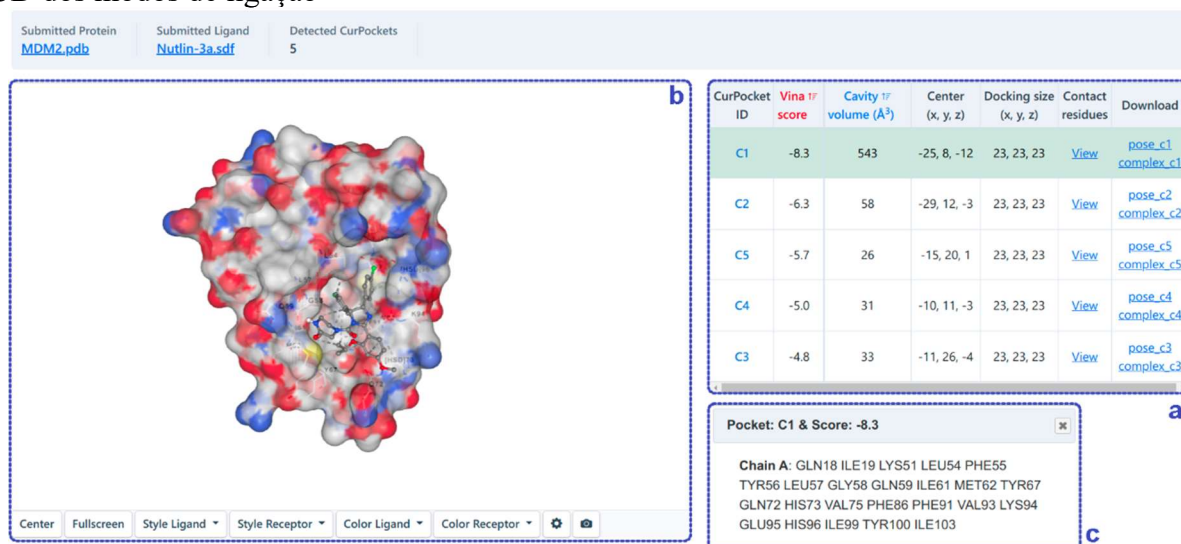 3D dos modos de ligação
Submitted Protein Submitted Ligand Detected CurPockets
MDM2.pdb Nutlin-3a.sdf 5
b
CurPocket ID Vina score Cavity volume (Å³) Center (x, y, z) Docking size (x, y, z) Contact residues Download
C1 -8.3 543 -25, 8, -12 23, 23, 23 View pose_c1 complex_c1
C2 -6.3 58 -29, 12, -3 23, 23, 23 View pose_c2 complex_c2
C5 -5.7 26 -15, 20, 1 23, 23, 23 View pose_c5 complex_c5
C4 -5.0 31 -10, 11, -3 23, 23, 23 View pose_c4 complex_c4
C3 -4.8 33 -11, 26, -4 23, 23, 23 View pose_c3 complex_c3
a
Pocket: C1 & Score: -8.3
Chain A: GLN18 ILE19 LYS51 LEU54 PHE55
TYR56 LEU57 GLY58 GLN59 ILE61 MET62 TYR67
GLN72 HIS73 VAL75 PHE86 PHE91 VAL93 LYS94
GLU95 HIS96 ILE99 TYR100 ILE103
c
Center Fullscreen Style Ligand Style Receptor Color Ligand Color Receptor